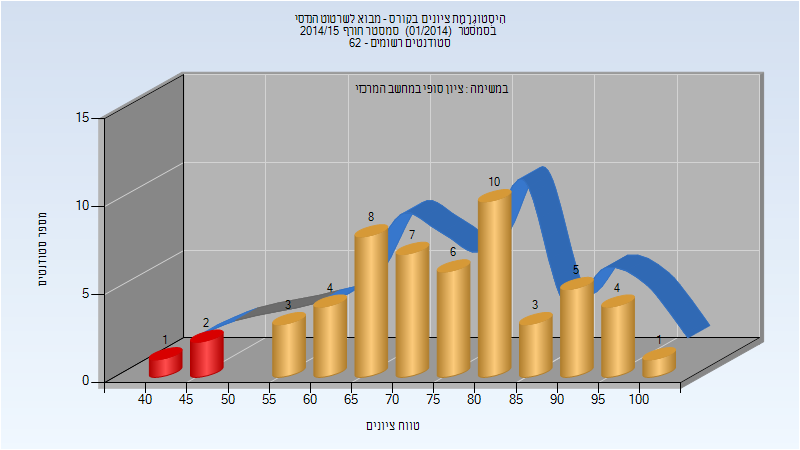 היסטוגרמת ציונים בקורס - מבוא לשרטוט הנדסי
בסמסטר (01/2014) סמסטר חורף 2014/15
סטודנטים רשומים - 62
במשימה : ציון סופי במחשב המרכזי
מספר סטודנטים
15
10
5
0
1
2
3
4
8
7
6
10
3
5
4
1
40 45 50 55 60 65 70 75 80 85 90 95 100
טווח ציונים